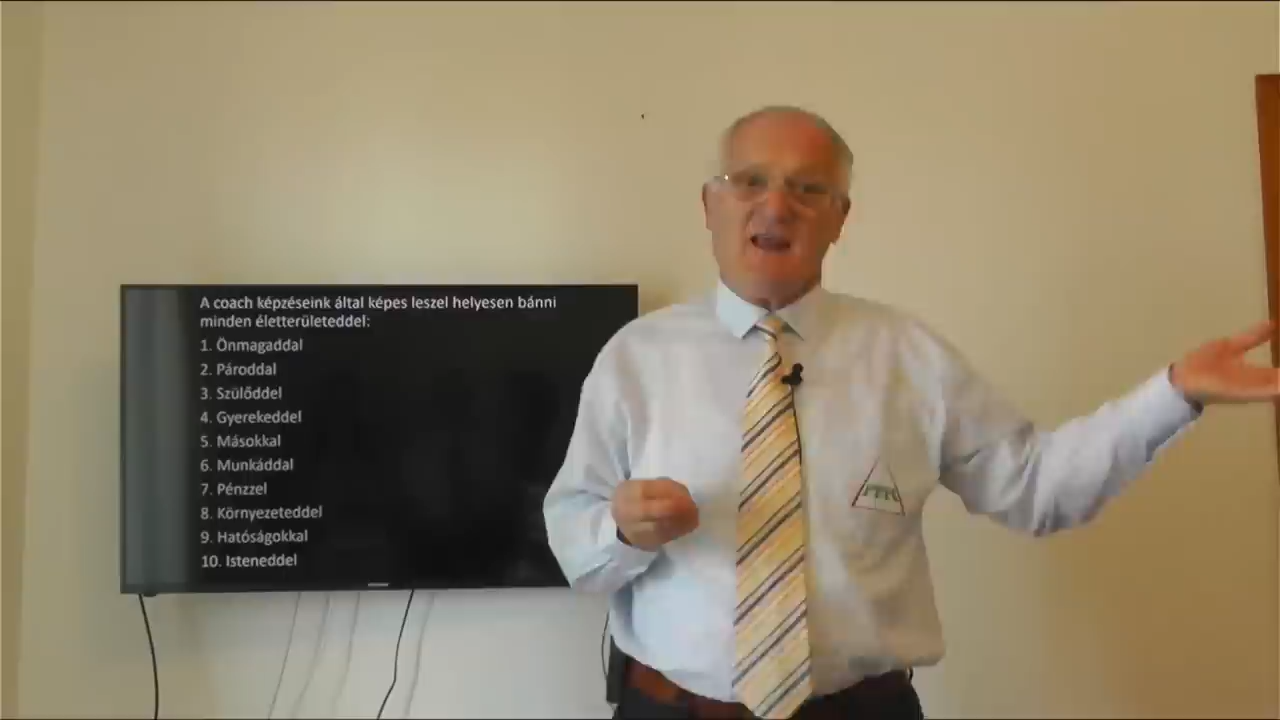 A coach képzéseink által képes leszel helyesen bánni
minden életterületeddel:
1. Önmagaddal
2. Pároddal
3. Szülőddel
4. Gyerekeddel
5. Másokkal
6. Munkáddal
7. Pénzzel
8. Környezeteddel
9. Hatóságokkal
10. Isteneddel